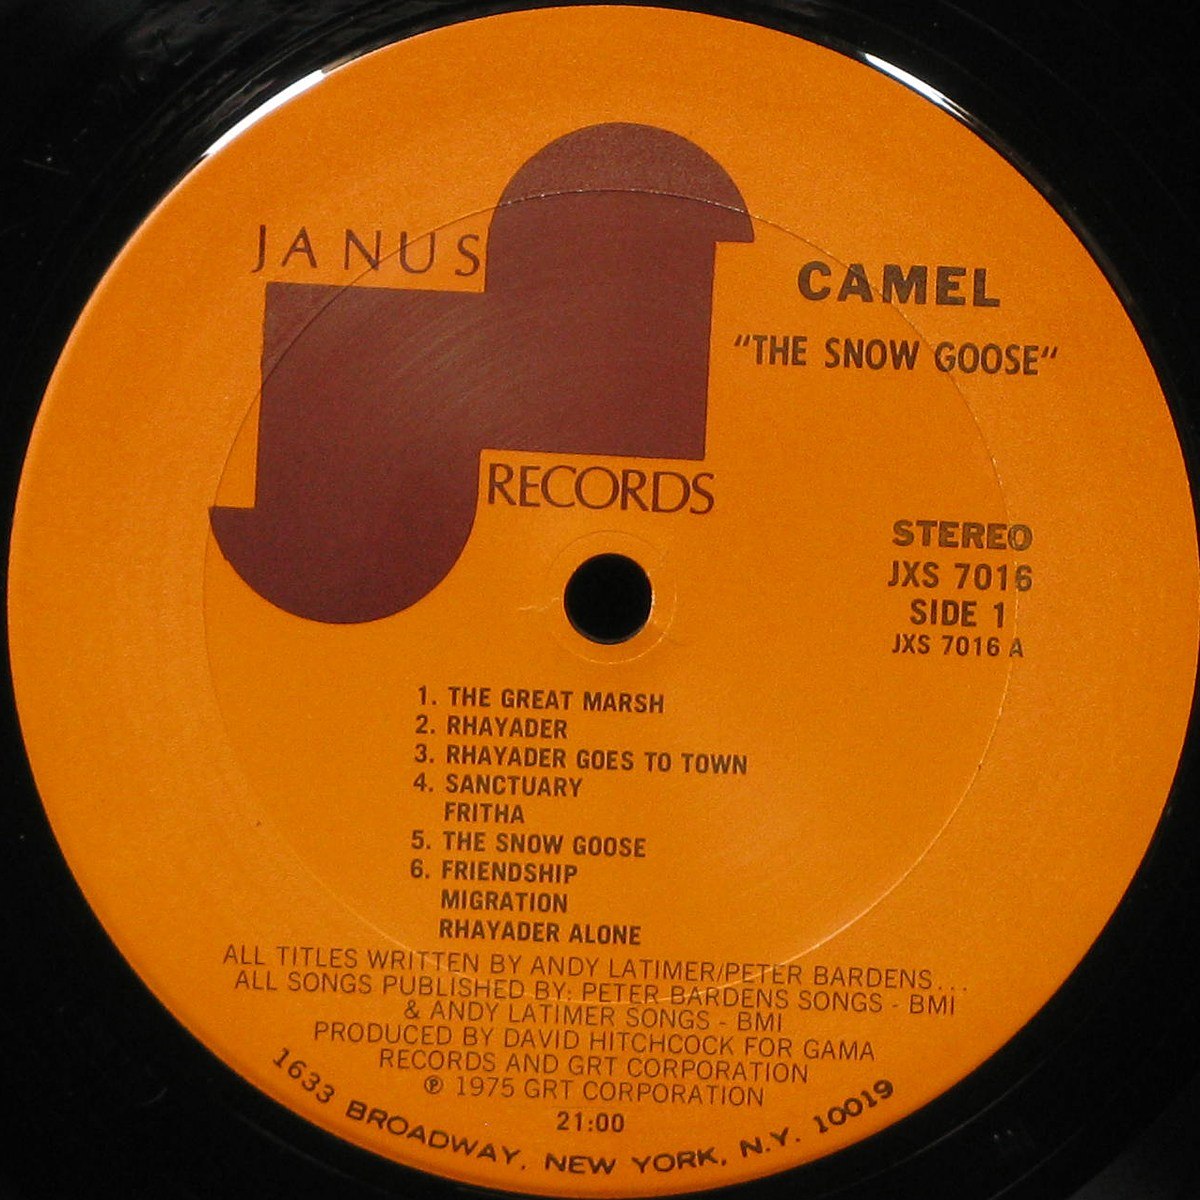 JANUS
RECORDS
CAMEL
"THE SNOW GOOSE"
STEREO
JXS 7016
SIDE 1
JXS 7016 A
1. THE GREAT MARSH
2. RHAYADER
3. RHAYADER GOES TO TOWN
4. SANCTUARY
FRITHA
5. THE SNOW GOOSE
6. FRIENDSHIP
MIGRATION
RHAYADER ALONE
ALL TITLES WRITTEN BY ANDY LATIMER/PETER BARDENS...
ALL SONGS PUBLISHED BY: PETER BARDENS SONGS - BMI
& ANDY LATIMER SONGS - BMI
PRODUCED BY DAVID HITCHCOCK FOR GAMA
RECORDS AND GRT CORPORATION
℗ 1975 GRT CORPORATION
21:00
1633 BROADWAY, NEW YORK, N.Y. 10019